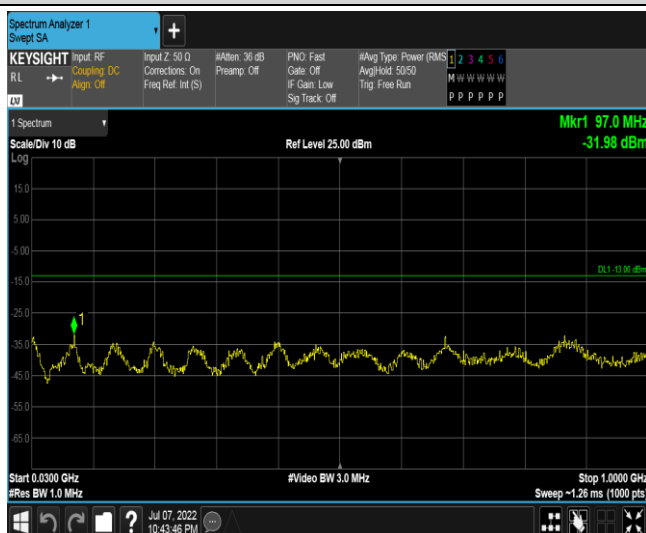 Spectrum Analyzer 1
Swept SA
+
KEYSIGHT
RL
LXI
Input: RF
Coupling: DC
Align: Off
Input Z: 50 Ω
Corrections: On
Freq Ref: Int (S)
#Atten: 36 dB
Preamp: Off
PNO: Fast
Gate: Off
IF Gain: Low
Sig Track: Off
#Avg Type: Power (RMS
Avg|Hold: 50/50
Trig: Free Run
1 2 3 4 5 6
M W W W W W
P P P P P P
1 Spectrum
Mkr1 97.0 MHz
Scale/Div 10 dB
Ref Level 25.00 dBm
-31.98 dBm
Log
15.0
5.00
-5.00
DL1 -13.00 dBm
-15.0
-25.0
1
-35.0
-45.0
-55.0
-65.0
Start 0.0300 GHz
#Video BW 3.0 MHz
Stop 1.0000 GHz
#Res BW 1.0 MHz
Sweep ~1.26 ms (1000 pts)
?
Jul 07, 2022
10:43:46 PM